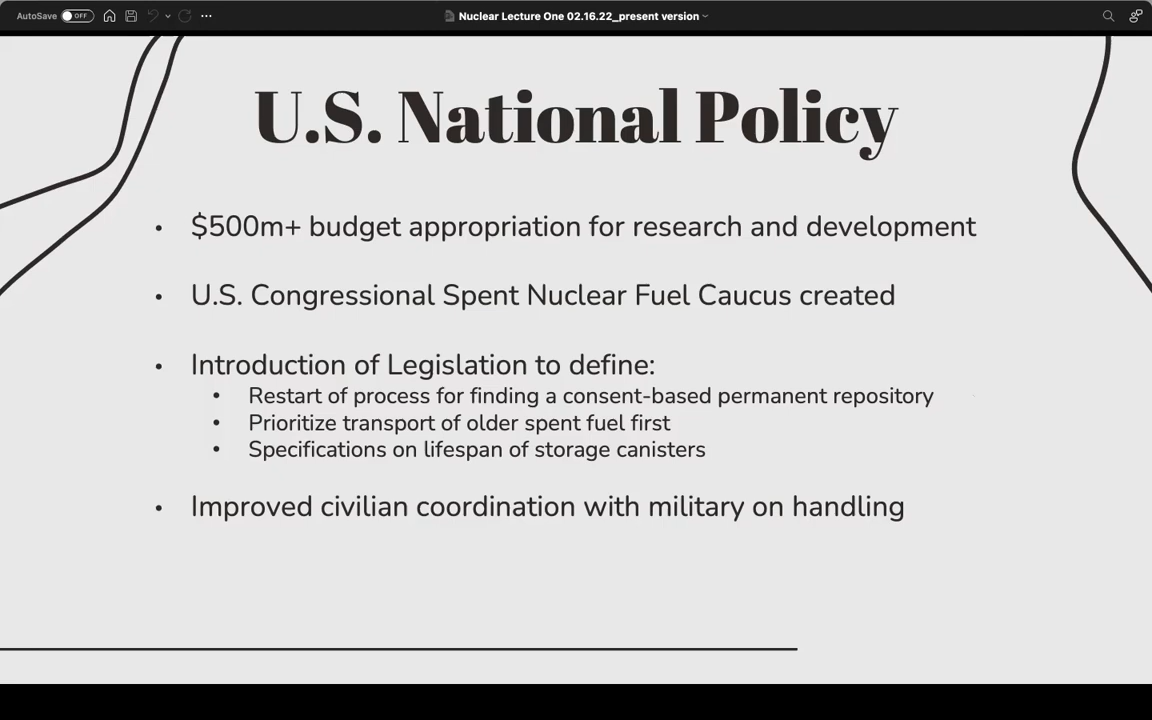 AutoSave OFF
Nuclear Lecture One 02.16.22_present version
U.S. National Policy
• $500m+ budget appropriation for research and development
• U.S. Congressional Spent Nuclear Fuel Caucus created
• Introduction of Legislation to define:
• Restart of process for finding a consent-based permanent repository
• Prioritize transport of older spent fuel first
• Specifications on lifespan of storage canisters
• Improved civilian coordination with military on handling